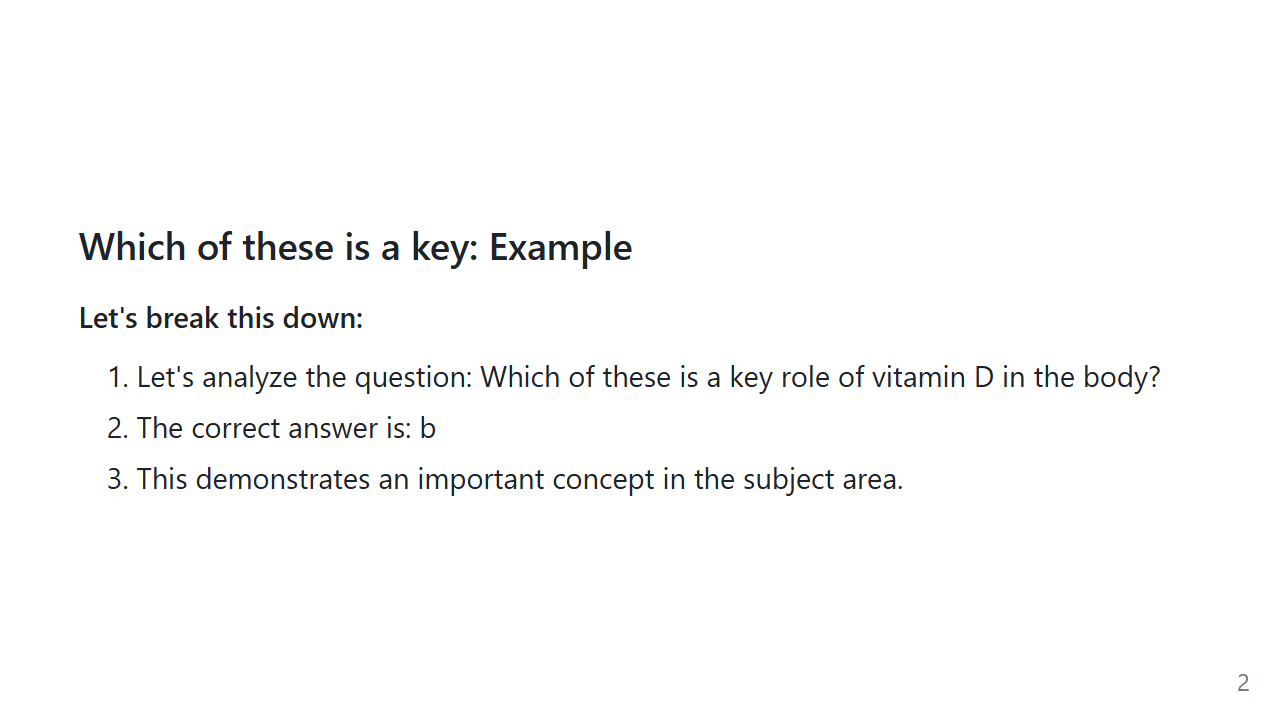 Which of these is a key: Example
Let's break this down:
1. Let's analyze the question: Which of these is a key role of vitamin D in the body?
2. The correct answer is: b
3. This demonstrates an important concept in the subject area.
2